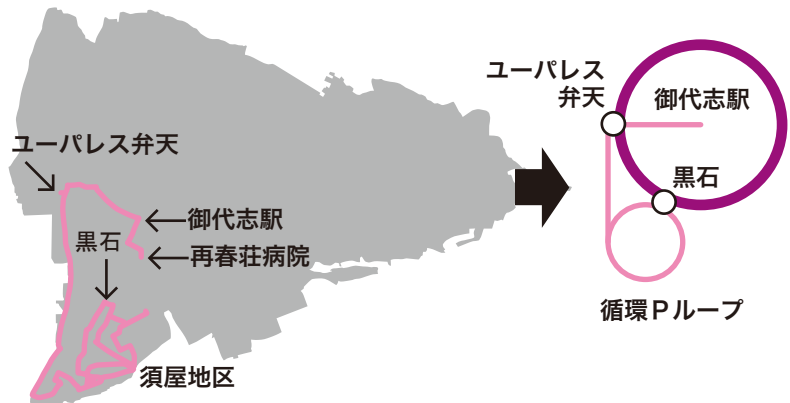 ユーパレス弁天
御代志駅
黒石
再春荘病院
須屋地区
ユーパレス
弁天
御代志駅
黒石
循環Pループ